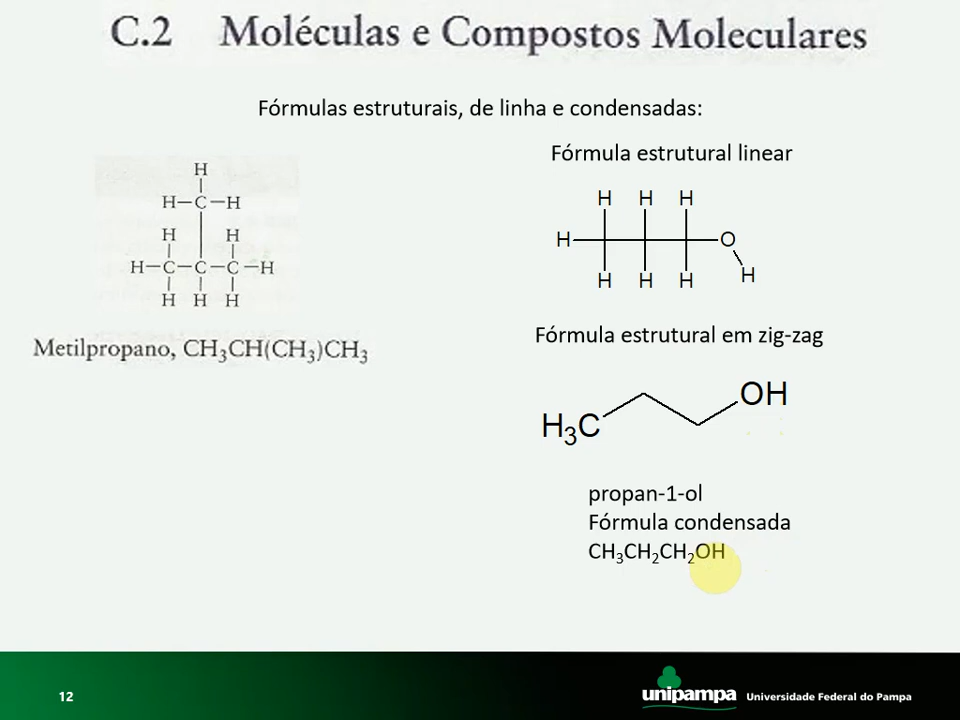 C.2 Moléculas e Compostos Moleculares
Fórmulas estruturais, de linha e condensadas:
H
H–C–H
H H
H–C–C–C–H
H H H
Metilpropano, CH₃CH(CH₃)CH₃
Fórmula estrutural linear
H H H
H O
H
H H H
Fórmula estrutural em zig-zag
OH
H₃C
propan-1-ol
Fórmula condensada
CH₃CH₂CH₂OH
12
unipampa Universidade Federal do Pampa